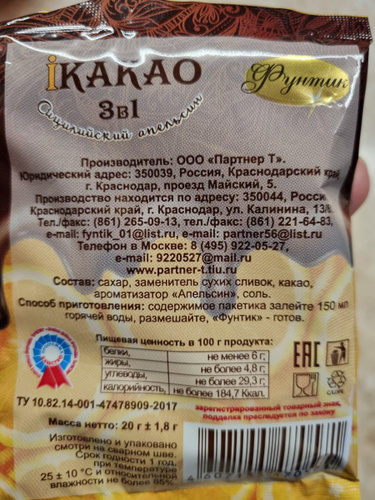 iКАКАО
3в1
Фунтик
Сицилийский апельсин
Производитель: ООО «Партнер Т».
Юридический адрес: 350039, Россия, Краснодарский край
г. Краснодар, проезд Майский, 5.
Производство находится по адресу: 350044, Россия
Краснодарский край, г. Краснодар, ул. Калинина, 13/
Тел./факс: (861) 265-09-13, Тел./факс: (861) 221-64-83,
e-mail: fyntik_01@list.ru, e-mail: partner56@list.ru
Телефон в Москве: 8 (495) 922-05-27,
e-mail: 9220527@mail.ru
www.partner-t.tiu.ru
Состав: сахар, заменитель сухих сливок, какао,
ароматизатор «Апельсин», соль.
Способ приготовления: содержимое пакетика залейте 150 мл
горячей воды, размешайте, «Фунтик» - готов.
Пищевая ценность в 100 г продукта:
белки, не менее 6 г;
жиры, не более 4,8 г;
углеводы, не более 29,3 г;
калорийность, не более 184,7 Ккал.
EAC
ТУ 10.82.14-001-47478909-2017
зарегистрированный товарный знак,
подделка преследуется по закону
Масса нетто: 20 г ± 1,8 г
Изготовлено и упаковано
смотри на сварном шве.
Срок годности 1 год
при температуре
25 ± 10 °С и относительной
влажности не более 85%.